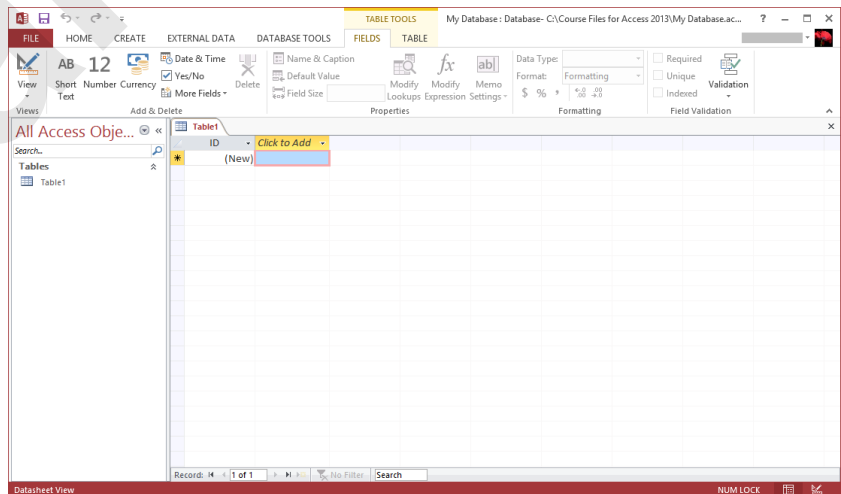 TABLE TOOLS
My Database : Database- C:\Course Files for Access 2013\My Database.ac...
?
FILE HOME CREATE EXTERNAL DATA DATABASE TOOLS FIELDS TABLE
View
AB Short Text
12 Number
Currency
Date & Time
Yes/No
More Fields
Delete
Name & Caption
Default Value
Field Size
Modify Lookups
fx Modify Expression
ab Memo Settings
Data Type:
Format: Formatting
$ % , .00 .00
Required
Unique
Indexed
Validation
Views Add & Delete Properties Formatting Field Validation
All Access Obje... «
Search...
Tables
Table1
Table1
ID Click to Add
* (New)
Record: 1 of 1 No Filter Search
Datasheet View NUM LOCK